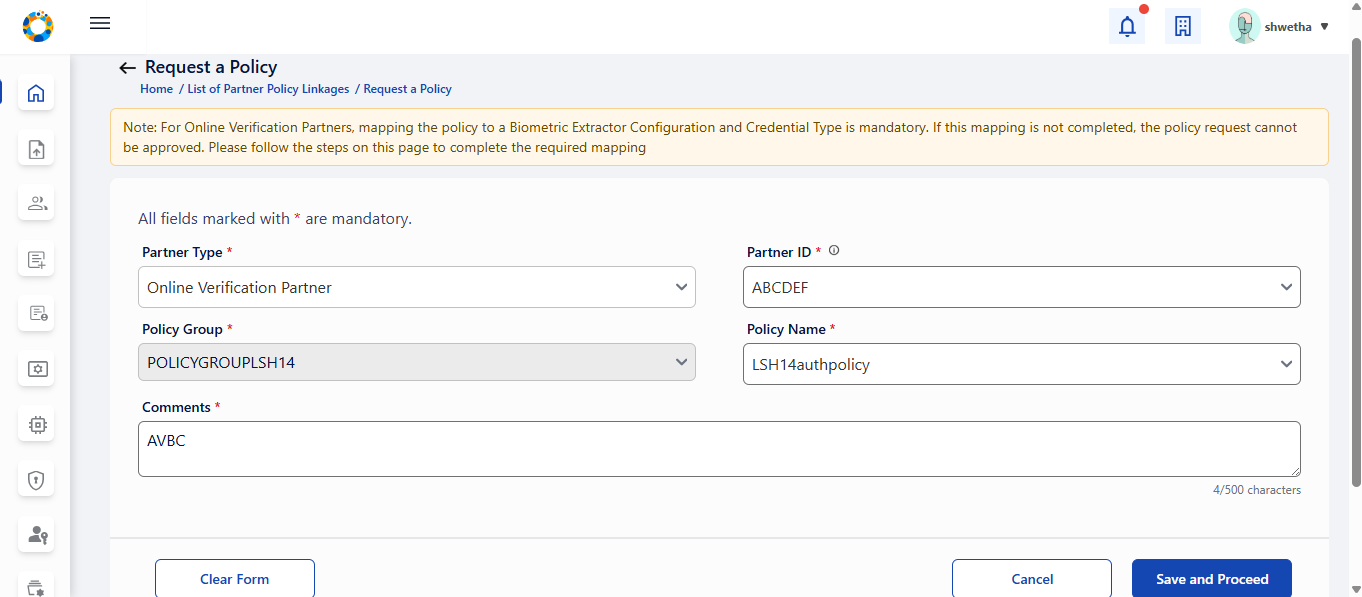 shwetha
Request a Policy
Home / List of Partner Policy Linkages / Request a Policy
Note: For Online Verification Partners, mapping the policy to a Biometric Extractor Configuration and Credential Type is mandatory. If this mapping is not completed, the policy request cannot
be approved. Please follow the steps on this page to complete the required mapping
All fields marked with * are mandatory.
Partner Type * Partner ID *
Online Verification Partner ABCDEF
Policy Group * Policy Name *
POLICYGROUPLSH14 LSH14authpolicy
Comments *
AVBC
4/500 characters
Clear Form Cancel Save and Proceed